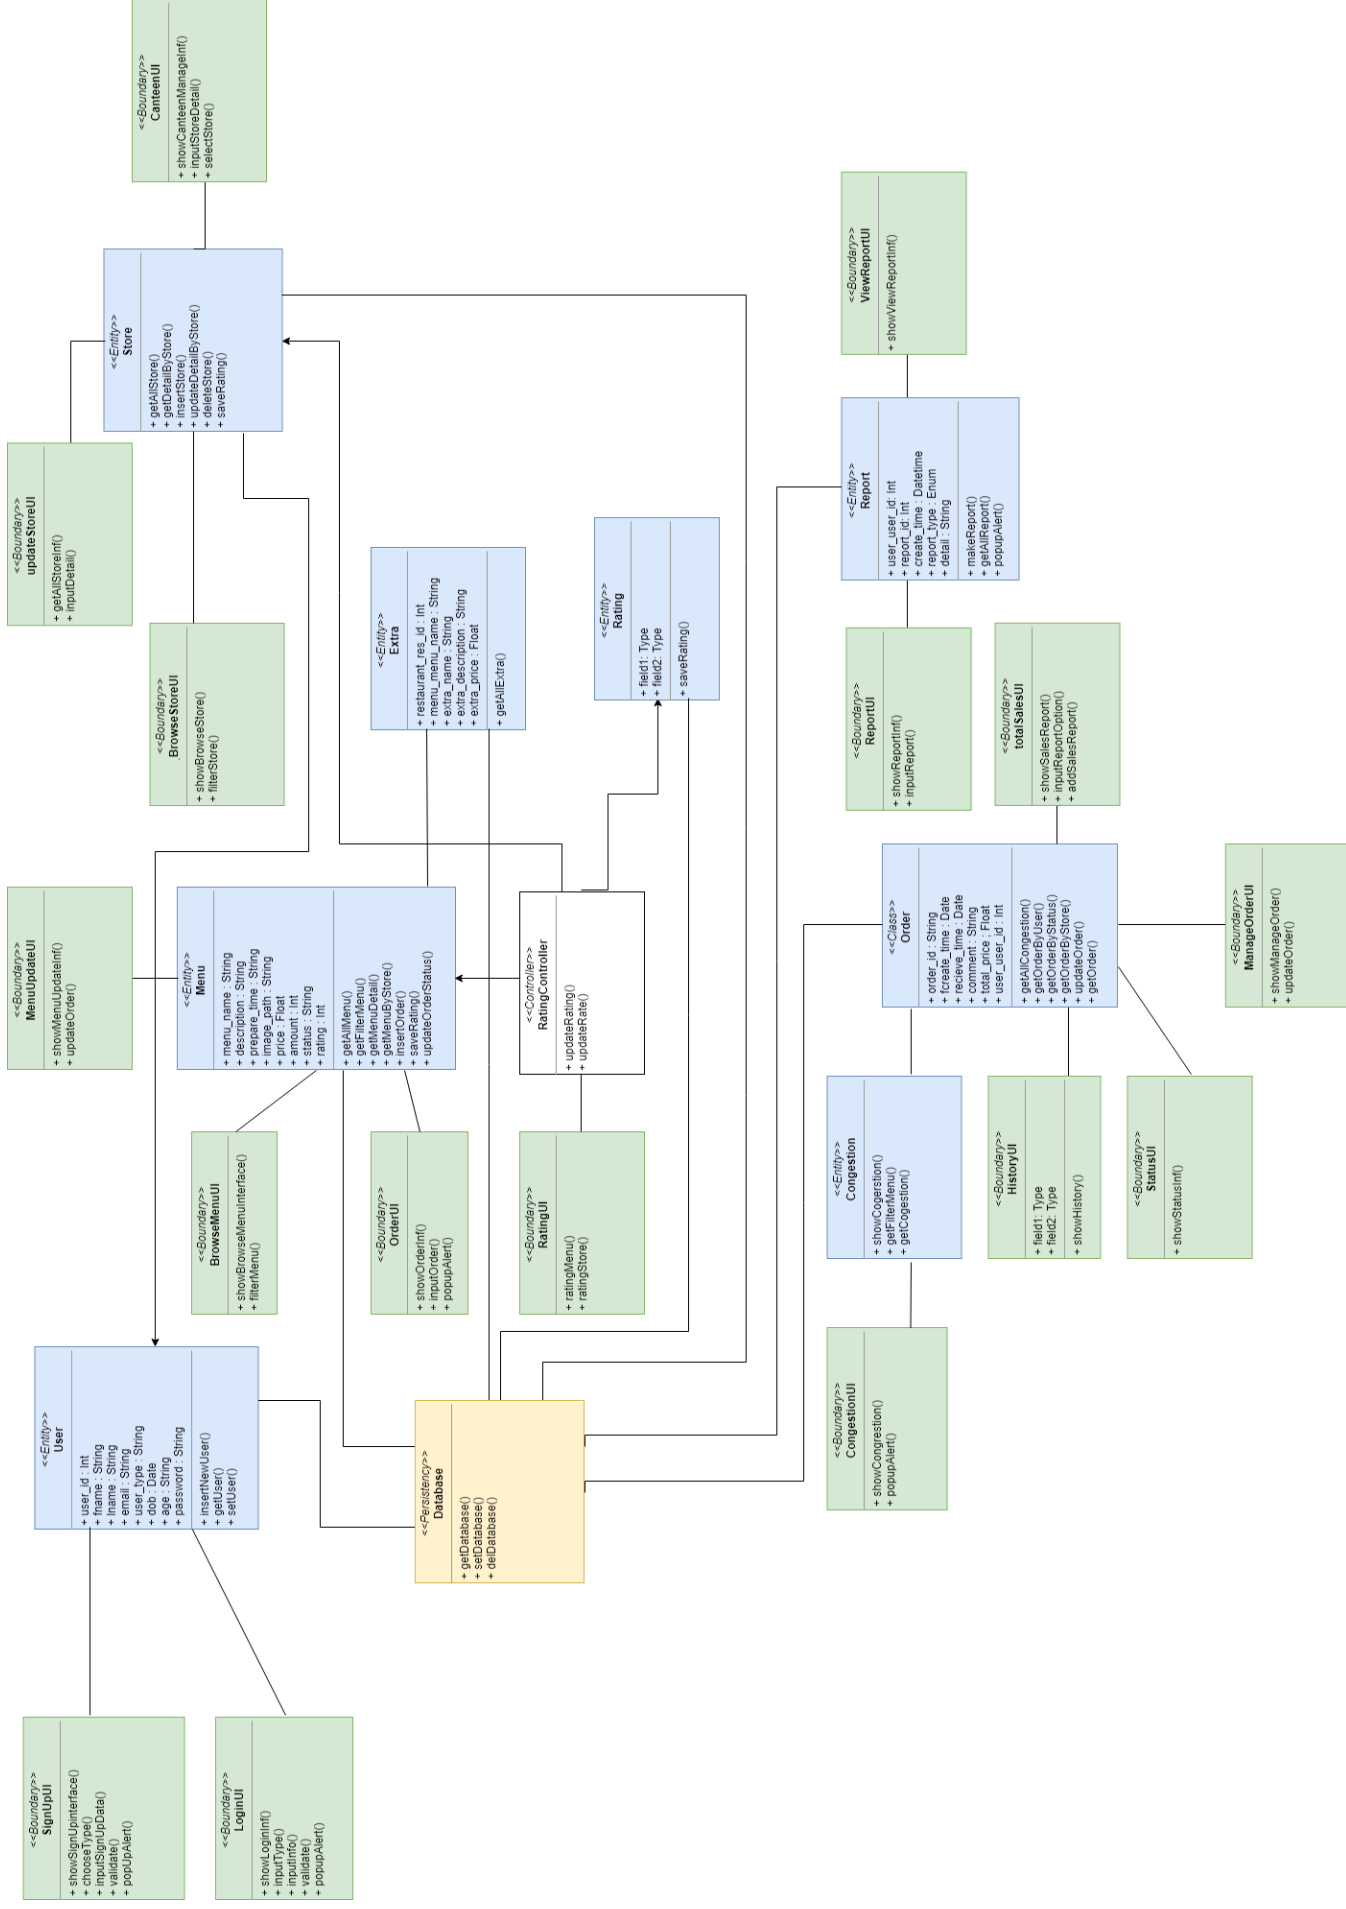 <<Boundary>>
SignUpUI
+ showSignUpinterface()
+ chooseType()
+ inputSignUpData()
+ validate()
+ popUpAlert()
<<Boundary>>
LoginUI
+ showLoginInf()
+ inputType()
+ inputInfo()
+ validate()
+ popupAlert()
<<Entity>>
User
+ user_id : Int
+ fname : String
+ lname : String
+ email : String
+ user_type : String
+ dob : Date
+ age : String
+ password : String
+ insertNewUser()
+ getUser()
+ setUser()
<<Persistency>>
Database
+ getDatabase()
+ setDatabase()
+ delDatabase()
<<Boundary>>
CongestionUI
+ showCongrestion()
+ popupAlert()
<<Boundary>>
BrowseMenuUI
+ showBrowseMenuInterface()
+ filterMenu()
<<Boundary>>
OrderUI
+ showOrderInf()
+ inputOrder()
+ popupAlert()
<<Boundary>>
RatingUI
+ ratingMenu()
+ ratingStore()
<<Entity>>
Congestion
+ showCogerstion()
+ getFilterMenu()
+ getCogestion()
<<Boundary>>
HistoryUI
+ field1: Type
+ field2: Type
+ showHistory()
<<Boundary>>
StatusUI
+ showStatusInf()
<<Boundary>>
MenuUpdateUI
+ showMenuUpdateInf()
+ updateOrder()
<<Entity>>
Menu
+ menu_name : String
+ description : String
+ prepare_time : String
+ image_path : String
+ price : Float
+ amount : Int
+ status : String
+ rating : Int
+ getAllMenu()
+ getFilterMenu()
+ getMenuDetail()
+ getMenuByStore()
+ insertOrder()
+ saveRating()
+ updateOrderStatus()
<<Controller>>
RatingController
+ updateRating()
+ updateRate()
<<Class>>
Order
+ order_id : String
+ fcreate_time : Date
+ recieve_time : Date
+ comment : String
+ total_price ; Float
+ user_user_id : Int
+ getAllCongestion()
+ getOrderByUser()
+ getOrderByStatus()
+ getOrderByStore()
+ updateOrder()
+ getOrder()
<<Boundary>>
ManageOrderUI
+ showManageOrder()
+ updateOrder()
<<Boundary>>
BrowseStoreUI
+ showBrowseStore()
+ filterStore()
<<Entity>>
Extra
+ restaurant_res_id : Int
+ menu_menu_name : String
+ extra_name : String
+ extra_description : String
+ extra_price : Float
+ getAllExtra()
<<Entity>>
Rating
+ field1: Type
+ field2: Type
+ saveRating()
<<Boundary>>
ReportUI
+ showReportInf()
+ inputReport()
<<Boundary>>
totalSalesUI
+ showSalesReport()
+ inputReportOption()
+ addSalesReport()
<<Boundary>>
updateStoreUI
+ getAllStoreInf()
+ inputDetail()
<<Entity>>
Store
+ getAllStore()
+ getDetailByStore()
+ insertStore()
+ updateDetailByStore()
+ deleteStore()
+ saveRating()
<<Entity>>
Report
+ user_user_id: Int
+ report_id: Int
+ create_time : Datetime
+ report_type : Enum
+ detail : String
+ makeReport()
+ getAllReport()
+ popupAlert()
<<Boundary>>
CanteenUI
+ showCanteenManageInf()
+ inputStoreDetail()
+ selectStore()
<<Boundary>>
ViewReportUI
+ showViewReportInf()